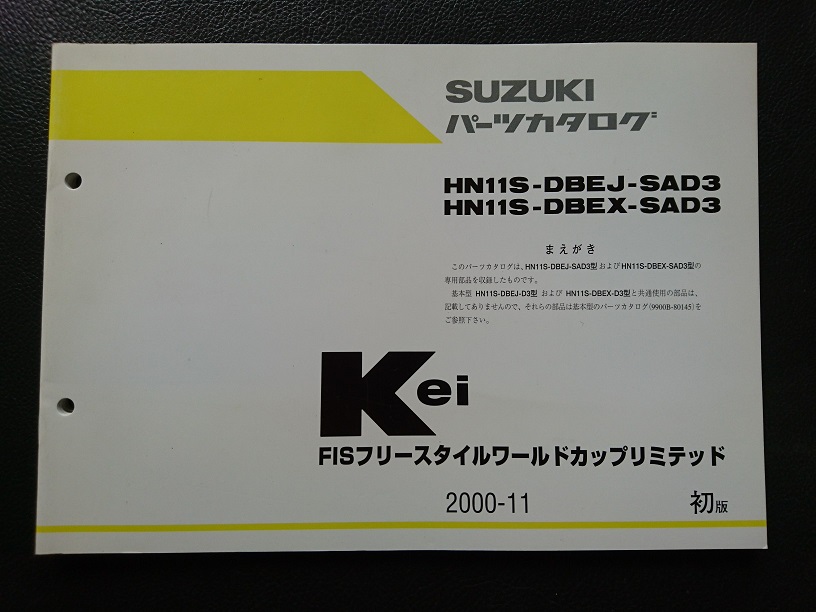 SUZUKI
パーツカタログ
HN11S-DBEJ-SAD3
HN11S-DBEX-SAD3
まえがき
このパーツカタログは、HN11S-DBEJ-SAD3型およびHN11S-DBEX-SAD3型の
専用部品を収録したものです。
基本型 HN11S-DBEJ-D3型 および HN11S-DBEX-D3型と共通使用の部品は、
記載してありませんので、それらの部品は基本型のパーツカタログ(9900B-80145)を
ご参照下さい。
Kei
FISフリースタイルワールドカップリミテッド
2000-11 初版